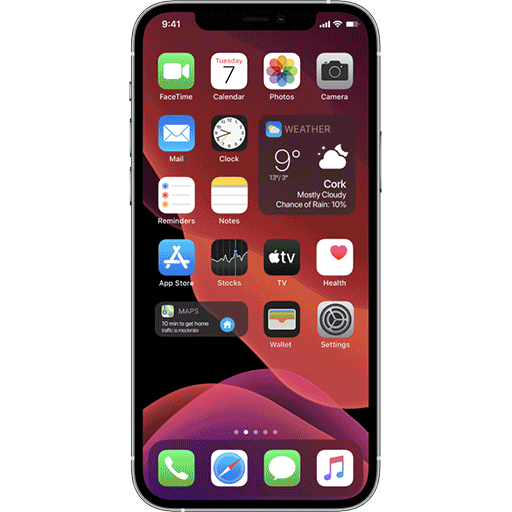 9:41
Tuesday
7
FaceTime
Calendar
Photos
Camera
Mail
Clock
WEATHER
9°
13°/3°
Cork
Mostly Cloudy
Chance of Rain: 10%
Reminders
Notes
tv
App Store
Stocks
TV
Health
MAPS
10 min to get home
traffic is moderate
Wallet
Settings